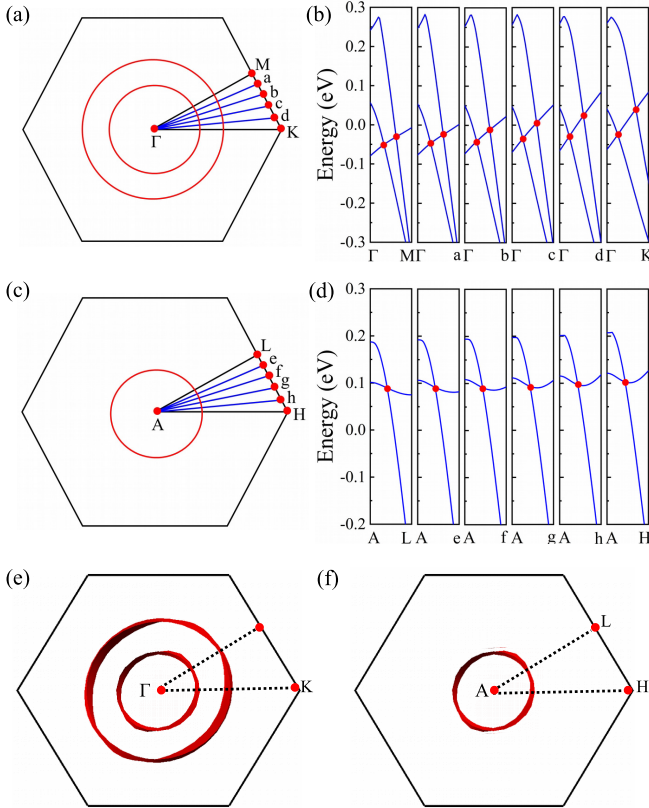 (a)
M
a
b
c
d
Γ
K
(b)
Energy (eV)
0.3
0.2
0.1
0.0
-0.1
-0.2
-0.3
Γ M Γ a Γ b Γ c Γ d Γ K
(c)
L
e
f
g
h
A
H
(d)
Energy (eV)
0.3
0.2
0.1
0.0
-0.1
-0.2
A L A e A f A g A h A H
(e)
Γ
K
(f)
L
A
H